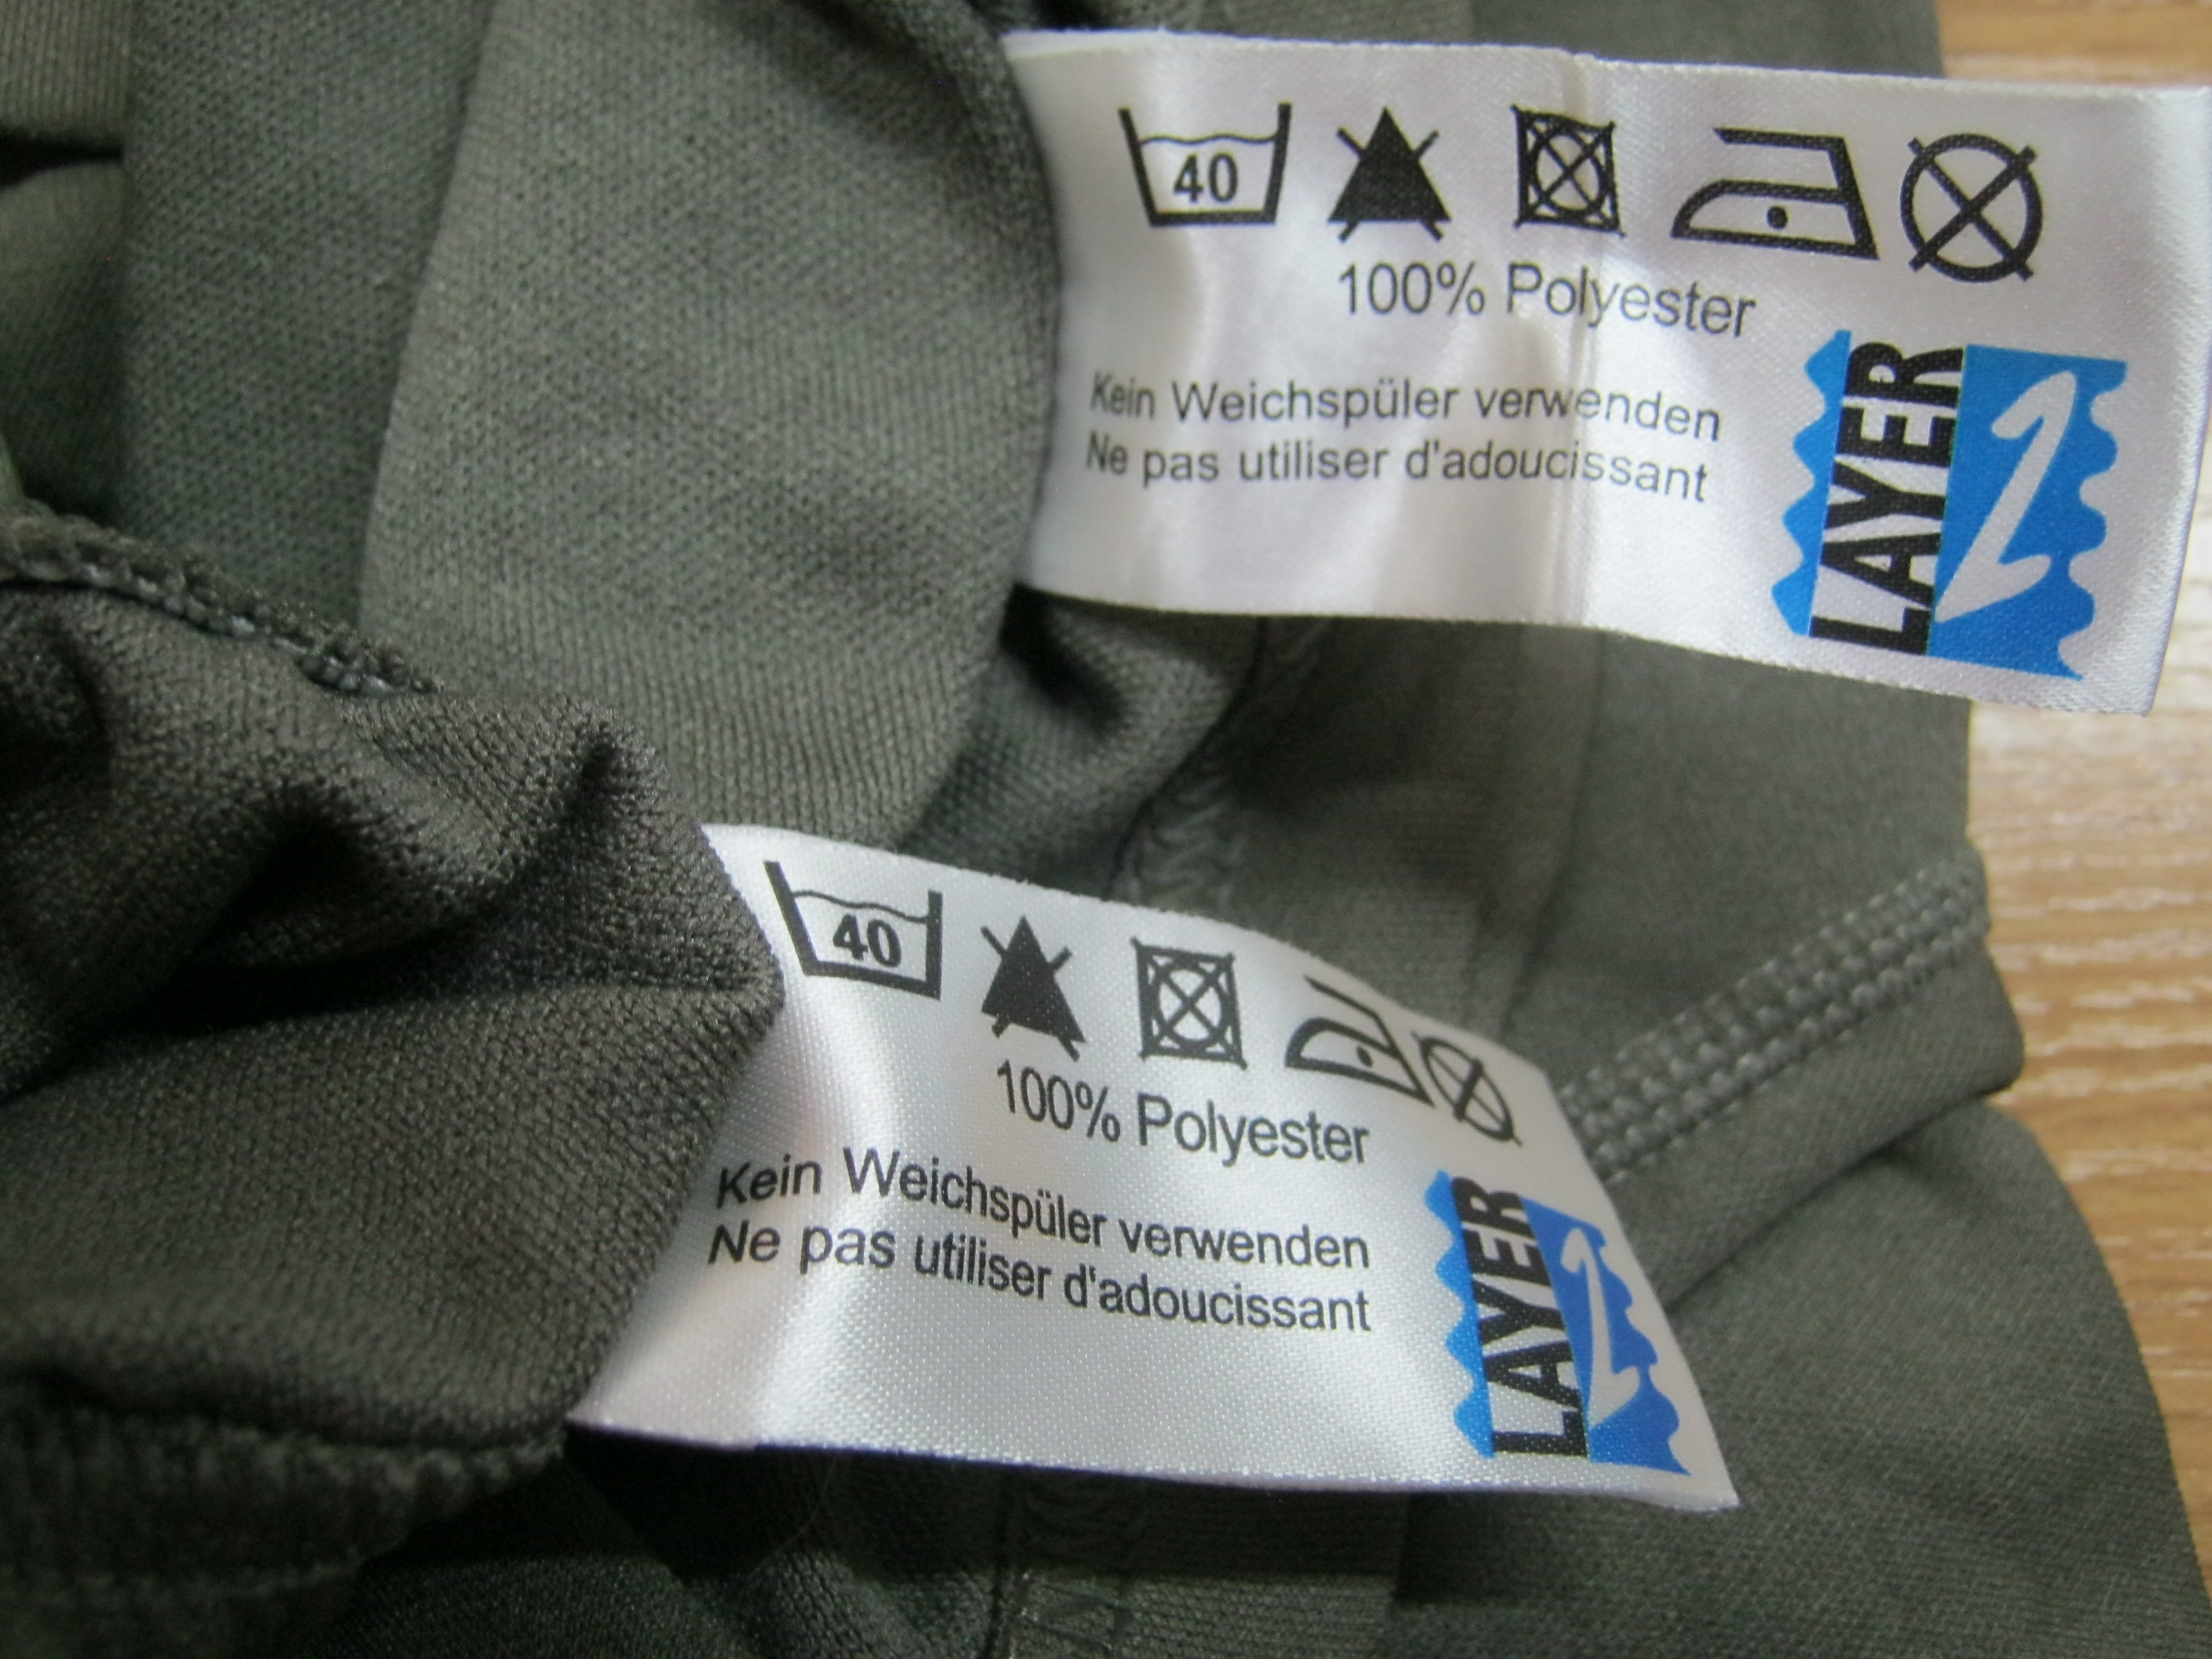 40
100% Polyester
Kein Weichspüler verwenden
Ne pas utiliser d'adoucissant
LAYER 2
40
100% Polyester
Kein Weichspüler verwenden
Ne pas utiliser d'adoucissant
LAYER 2